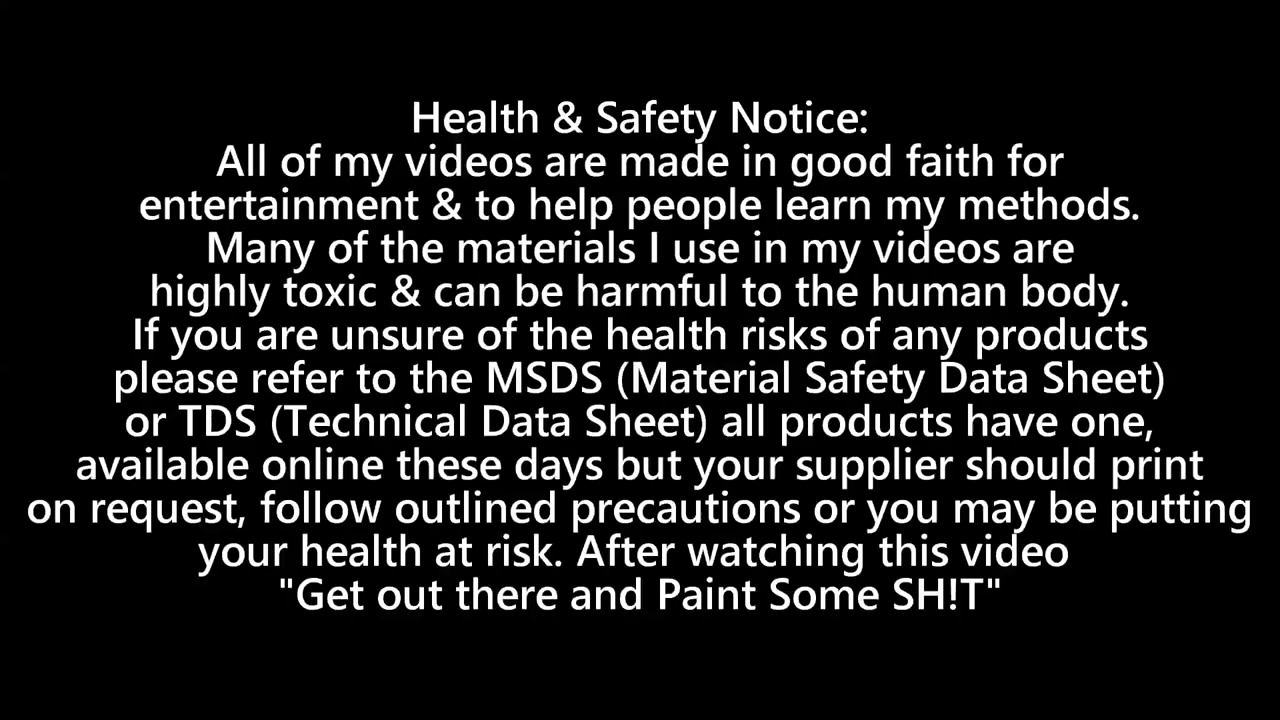 Health & Safety Notice:
All of my videos are made in good faith for
entertainment & to help people learn my methods.
Many of the materials I use in my videos are
highly toxic & can be harmful to the human body.
If you are unsure of the health risks of any products
please refer to the MSDS (Material Safety Data Sheet)
or TDS (Technical Data Sheet) all products have one,
available online these days but your supplier should print
on request, follow outlined precautions or you may be putting
your health at risk. After watching this video
"Get out there and Paint Some SH!T"